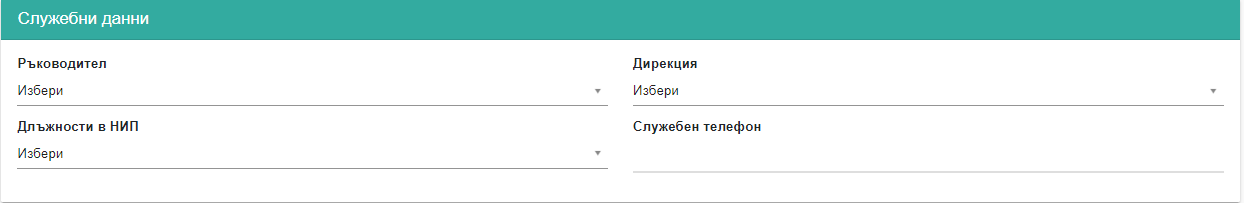 Служебни данни
Ръководител
Избери
Дирекция
Избери
Длъжности в НИП
Избери
Служебен телефон